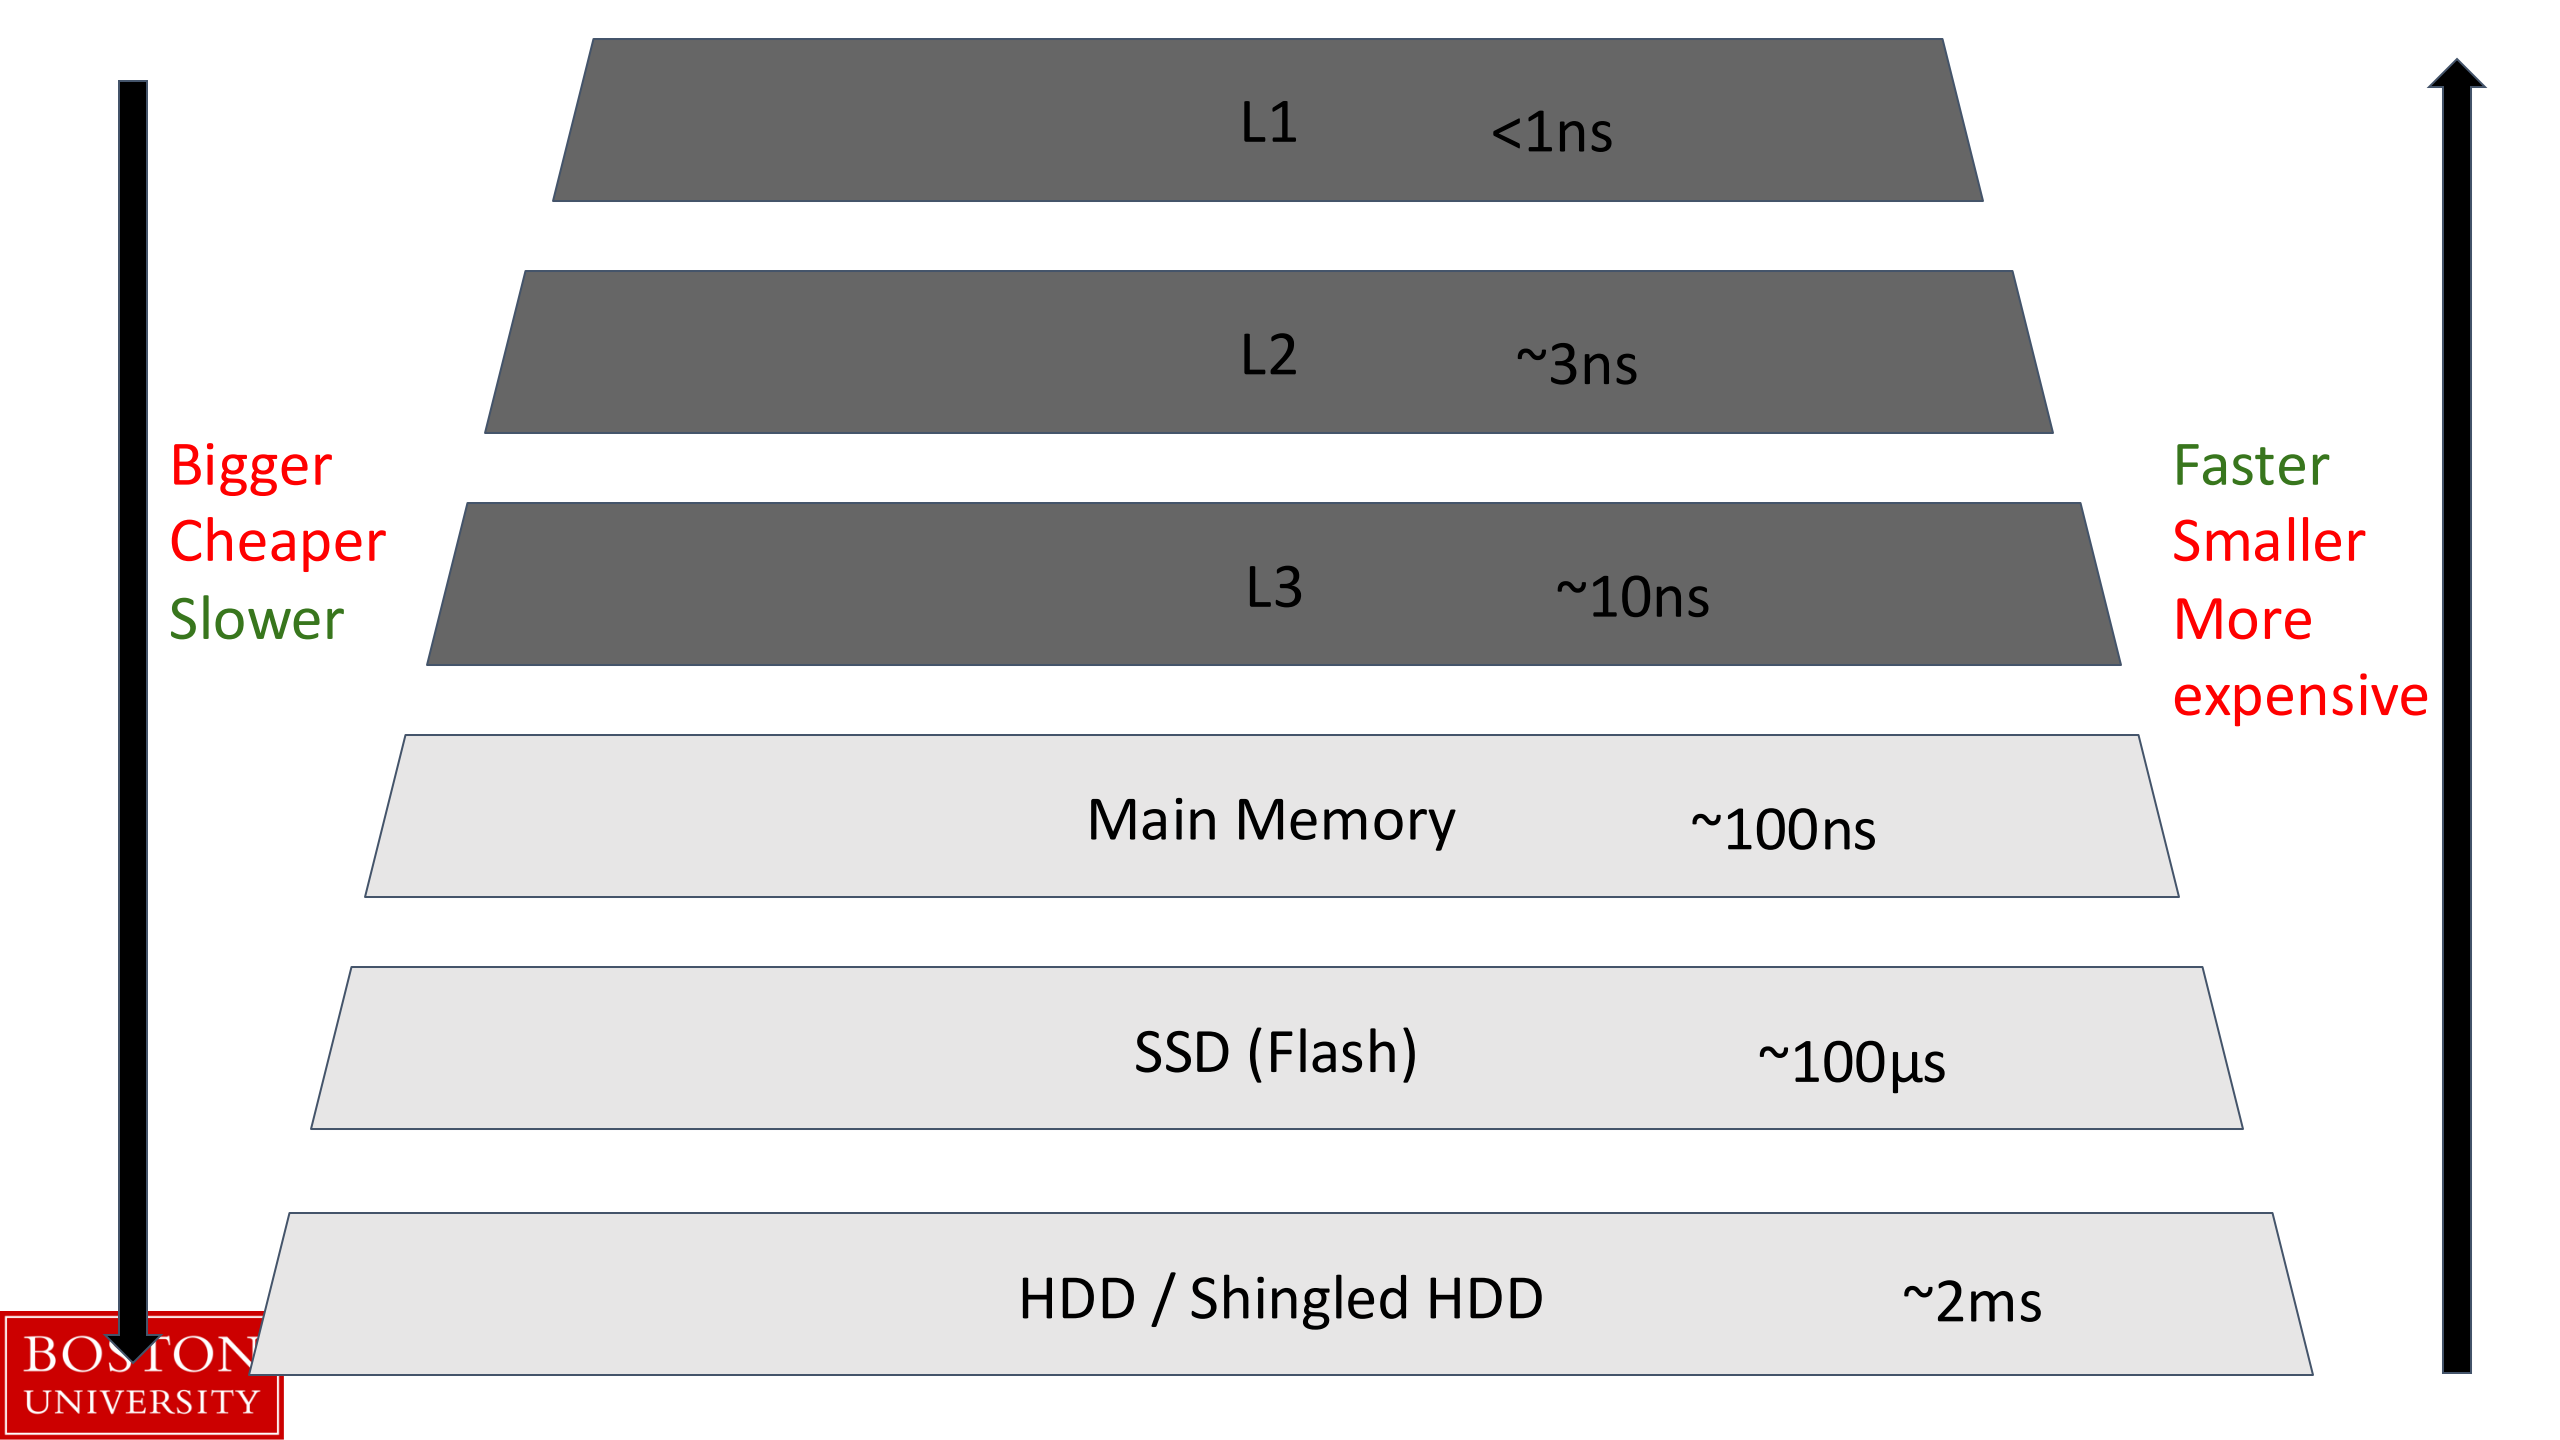 L1 <1ns
L2 ~3ns
Bigger
Cheaper
Slower
Faster
Smaller
More
expensive
L3 ~10ns
Main Memory ~100ns
SSD (Flash) ~100µs
HDD / Shingled HDD ~2ms
BOSTON
UNIVERSITY